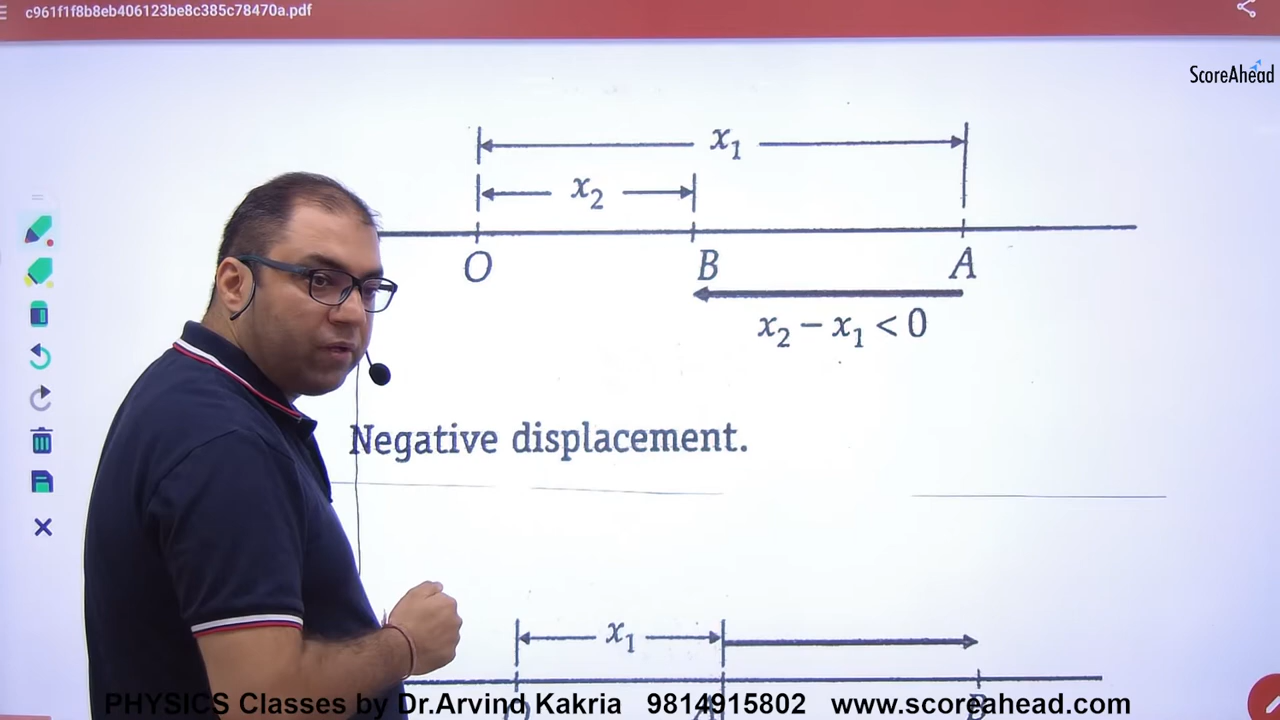 c961f1f8b8eb406123be8c385c78470a.pdf
ScoreAhead
x₁
x₂
O B A
x₂ – x₁ < 0
Negative displacement.
x₁
PHYSICS Classes by Dr.Arvind Kakria 9814915802 www.scoreahead.com